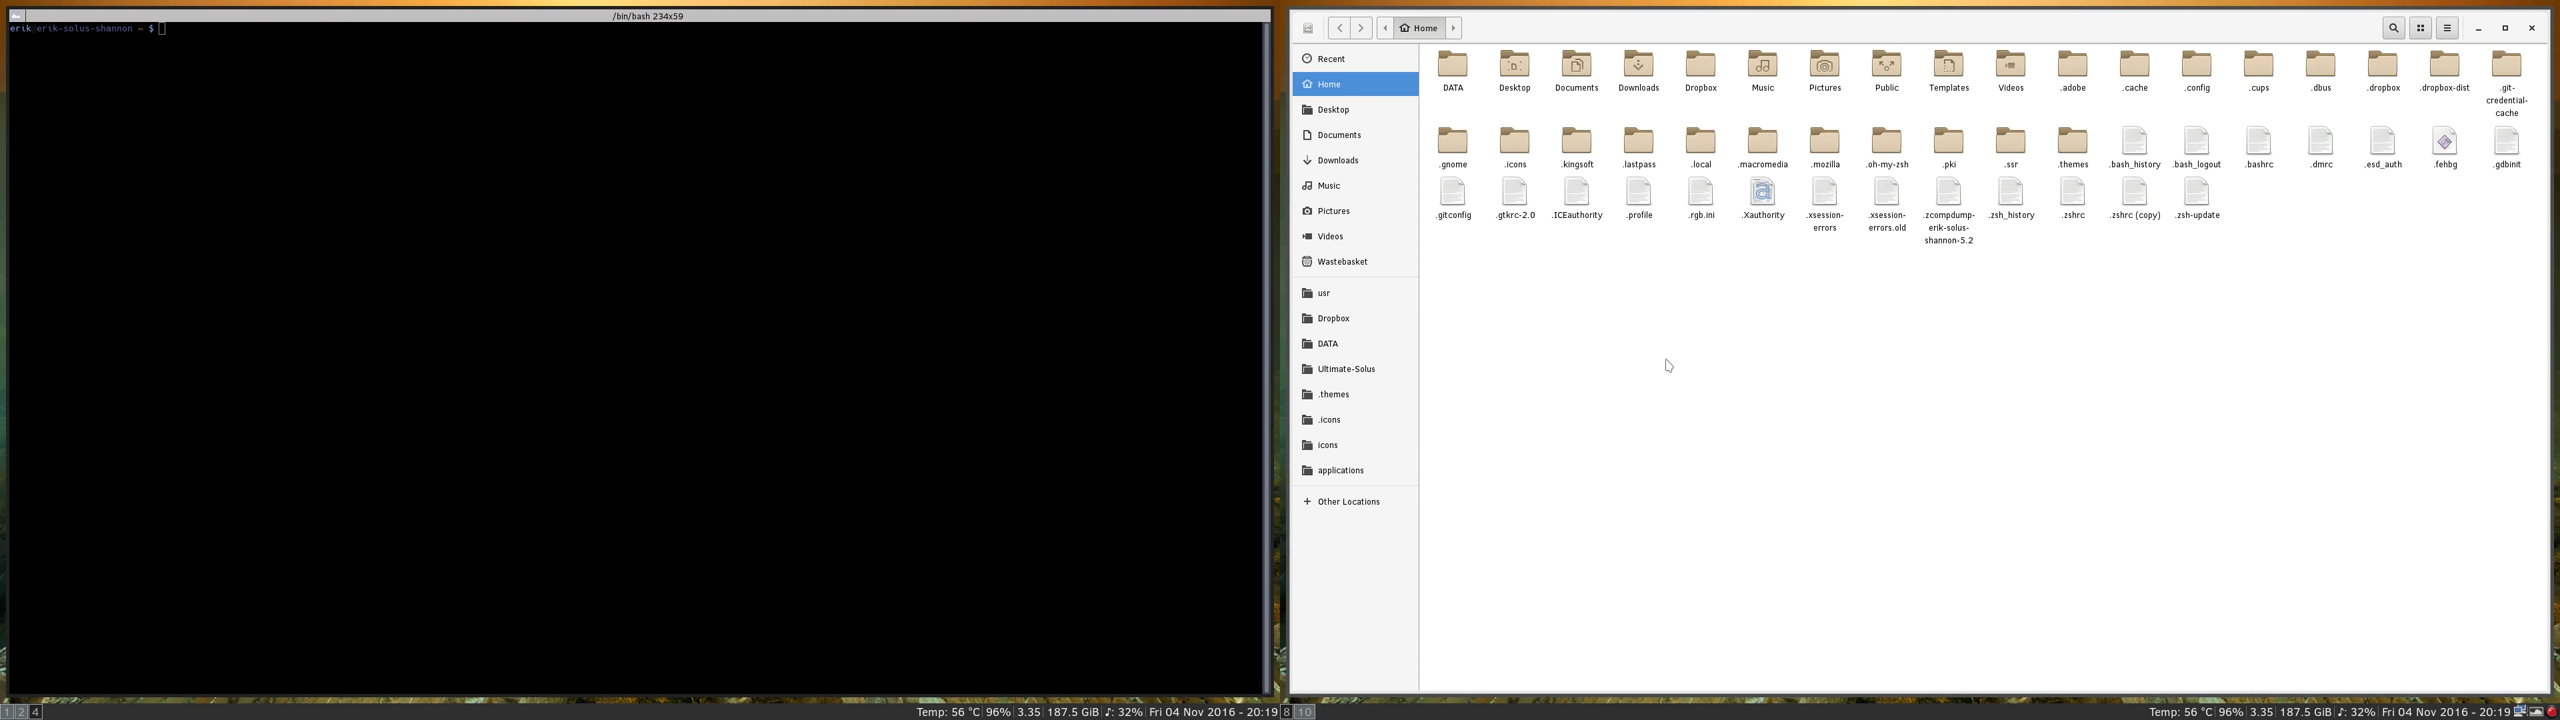 /bin/bash 234x59
erik erik-solus-shannon ~ $
Home
Recent
Home
Desktop
Documents
Downloads
Music
Pictures
Videos
Wastebasket
usr
Dropbox
DATA
Ultimate-Solus
.themes
.icons
icons
applications
Other Locations
DATA Desktop Documents Downloads Dropbox Music Pictures Public Templates Videos .adobe .cache .config .cups .dbus .dropbox .dropbox-dist .git-
credential-
cache
.gnome .icons .kingsoft .lastpass .local .macromedia .mozilla .oh-my-zsh .pki .ssr .themes .bash_history .bash_logout .bashrc .dmrc .esd_auth .fehbg .gdbinit
.gitconfig .gtkrc-2.0 .ICEauthority .profile .rgb.ini .Xauthority .xsession- .xsession- .zcompdump- .zsh_history .zshrc .zshrc (copy) .zsh-update
errors errors.old erik-solus-
shannon-5.2
1 2 4 Temp: 56 °C 96% 3.35 187.5 GiB ♪: 32% Fri 04 Nov 2016 - 20:19
8 10 Temp: 56 °C 96% 3.35 187.5 GiB ♪: 32% Fri 04 Nov 2016 - 20:19